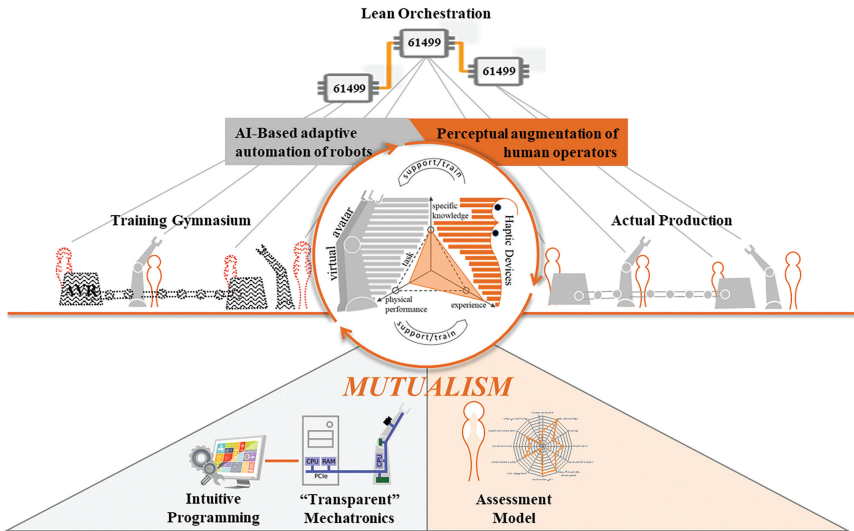 Lean Orchestration
61499
61499
61499
AI-Based adaptive
automation of robots
Perceptual augmentation of
human operators
support/train
Training Gymnasium
Actual Production
specific
knowledge
virtual avatar
task
Haptic Devices
AVR
physical
performance
experience
support/train
MUTUALISM
CPU
RAM
PCIe
CPU
Intuitive
Programming
“Transparent”
Mechatronics
Assessment
Model